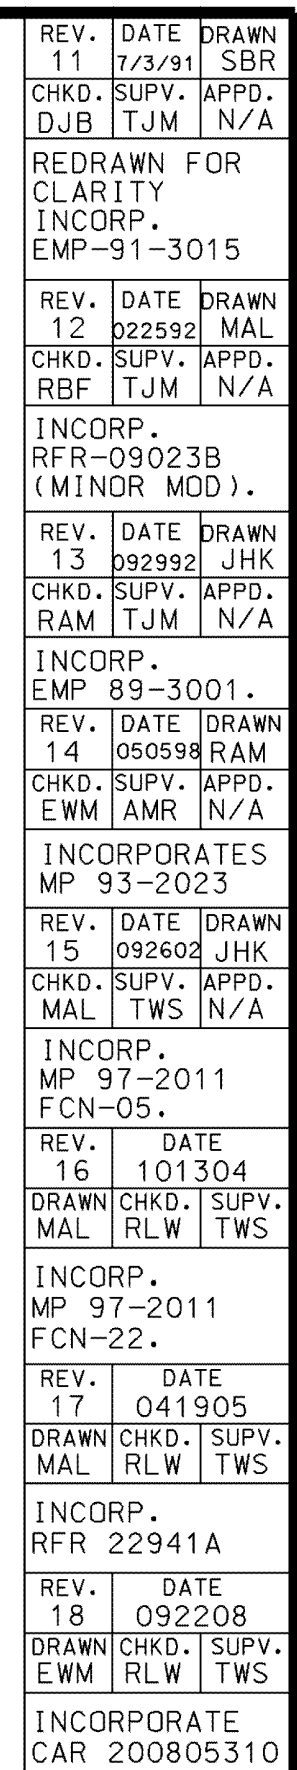 REV. DATE DRAWN
11 7/3/91 SBR
CHKD. SUPV. APPD.
DJB TJM N/A
REDRAWN FOR
CLARITY
INCORP.
EMP-91-3015
REV. DATE DRAWN
12 022592 MAL
CHKD. SUPV. APPD.
RBF TJM N/A
INCORP.
RFR-09023B
(MINOR MOD).
REV. DATE DRAWN
13 092992 JHK
CHKD. SUPV. APPD.
RAM TJM N/A
INCORP.
EMP 89-3001.
REV. DATE DRAWN
14 050598 RAM
CHKD. SUPV. APPD.
EWM AMR N/A
INCORPORATES
MP 93-2023
REV. DATE DRAWN
15 092602 JHK
CHKD. SUPV. APPD.
MAL TWS N/A
INCORP.
MP 97-2011
FCN-05.
REV. DATE
16 101304
DRAWN CHKD. SUPV.
MAL RLW TWS
INCORP.
MP 97-2011
FCN-22.
REV. DATE
17 041905
DRAWN CHKD. SUPV.
MAL RLW TWS
INCORP.
RFR 22941A
REV. DATE
18 092208
DRAWN CHKD. SUPV.
EWM RLW TWS
INCORPORATE
CAR 200805310